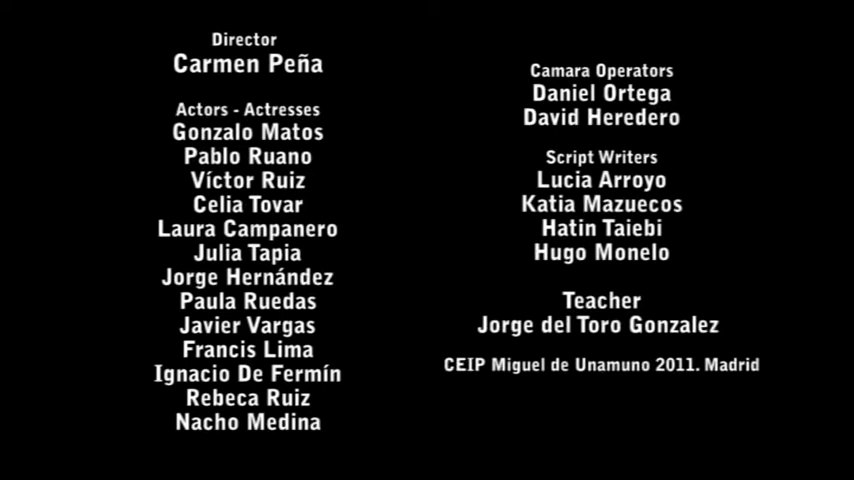 Director
Carmen Peña
Actors - Actresses
Gonzalo Matos
Pablo Ruano
Víctor Ruiz
Celia Tovar
Laura Campanero
Julia Tapia
Jorge Hernández
Paula Ruedas
Javier Vargas
Francis Lima
Ignacio De Fermín
Rebeca Ruiz
Nacho Medina
Camara Operators
Daniel Ortega
David Heredero
Script Writers
Lucia Arroyo
Katia Mazuecos
Hatin Taiebi
Hugo Monelo
Teacher
Jorge del Toro Gonzalez
CEIP Miguel de Unamuno 2011. Madrid